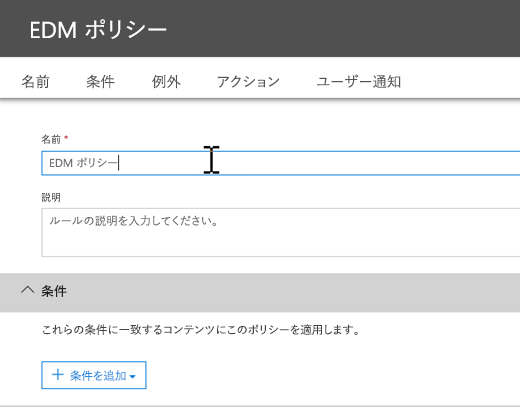 EDM ポリシー
名前 条件 例外 アクション ユーザー通知
名前 *
EDM ポリシー
説明
ルールの説明を入力してください。
条件
これらの条件に一致するコンテンツにこのポリシーを適用します。
+ 条件を追加